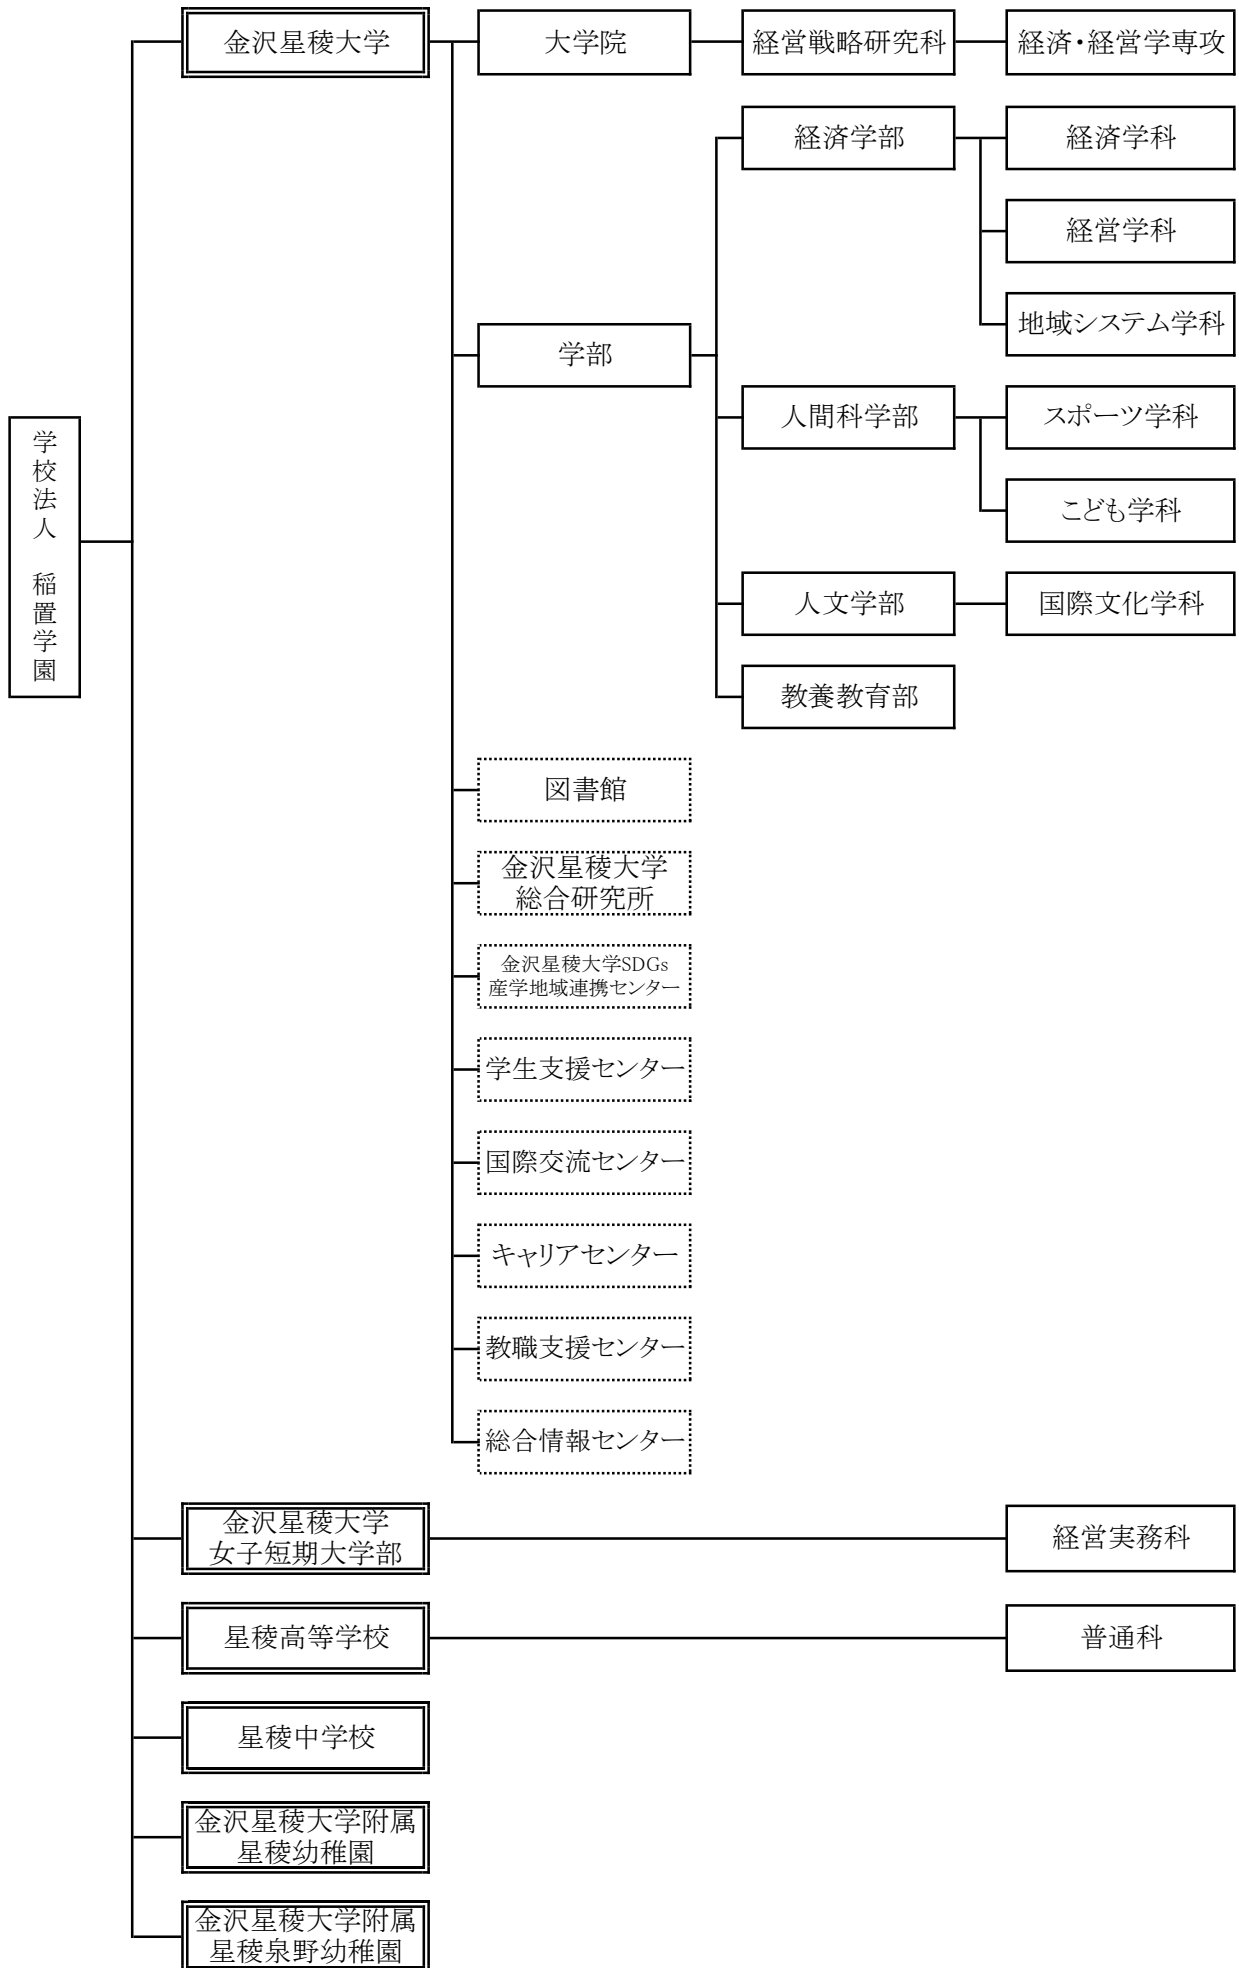 金沢星稜大学
大学院
経営戦略研究科
経済・経営学専攻
経済学部
経済学科
経営学科
地域システム学科
学部
人間科学部
スポーツ学科
こども学科
学校法人 稲置学園
人文学部
国際文化学科
教養教育部
図書館
金沢星稜大学
総合研究所
金沢星稜大学SDGs
産学地域連携センター
学生支援センター
国際交流センター
キャリアセンター
教職支援センター
総合情報センター
金沢星稜大学
女子短期大学部
経営実務科
星稜高等学校
普通科
星稜中学校
金沢星稜大学附属
星稜幼稚園
金沢星稜大学附属
星稜泉野幼稚園